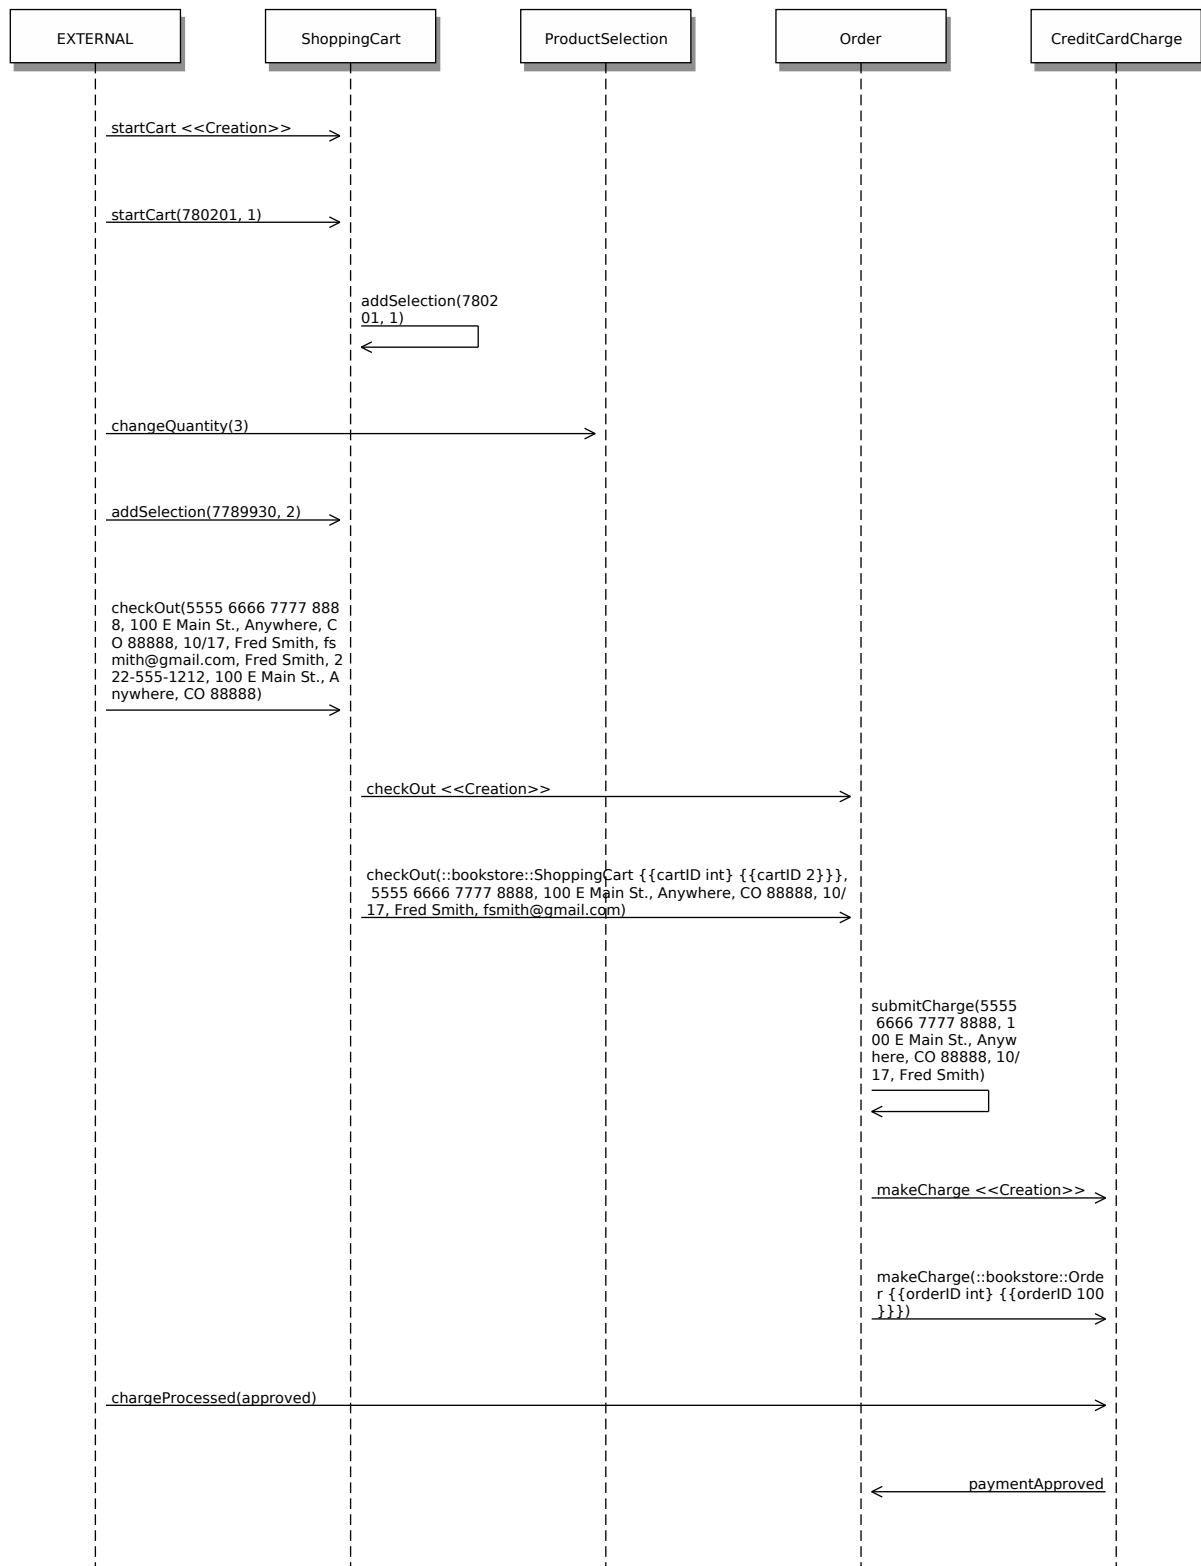 EXTERNAL
ShoppingCart
ProductSelection
Order
CreditCardCharge
startCart <<Creation>>
startCart(780201, 1)
addSelection(7802
01, 1)
changeQuantity(3)
addSelection(7789930, 2)
checkOut(5555 6666 7777 888
8, 100 E Main St., Anywhere, C
O 88888, 10/17, Fred Smith, fs
mith@gmail.com, Fred Smith, 2
22-555-1212, 100 E Main St., A
nywhere, CO 88888)
checkOut <<Creation>>
checkOut(::bookstore::ShoppingCart {{cartID int} {{cartID 2}}},
5555 6666 7777 8888, 100 E Main St., Anywhere, CO 88888, 10/
17, Fred Smith, fsmith@gmail.com)
submitCharge(5555
6666 7777 8888, 1
00 E Main St., Anyw
here, CO 88888, 10/
17, Fred Smith)
makeCharge <<Creation>>
makeCharge(::bookstore::Orde
r {{orderID int} {{orderID 100
}}})
chargeProcessed(approved)
paymentApproved